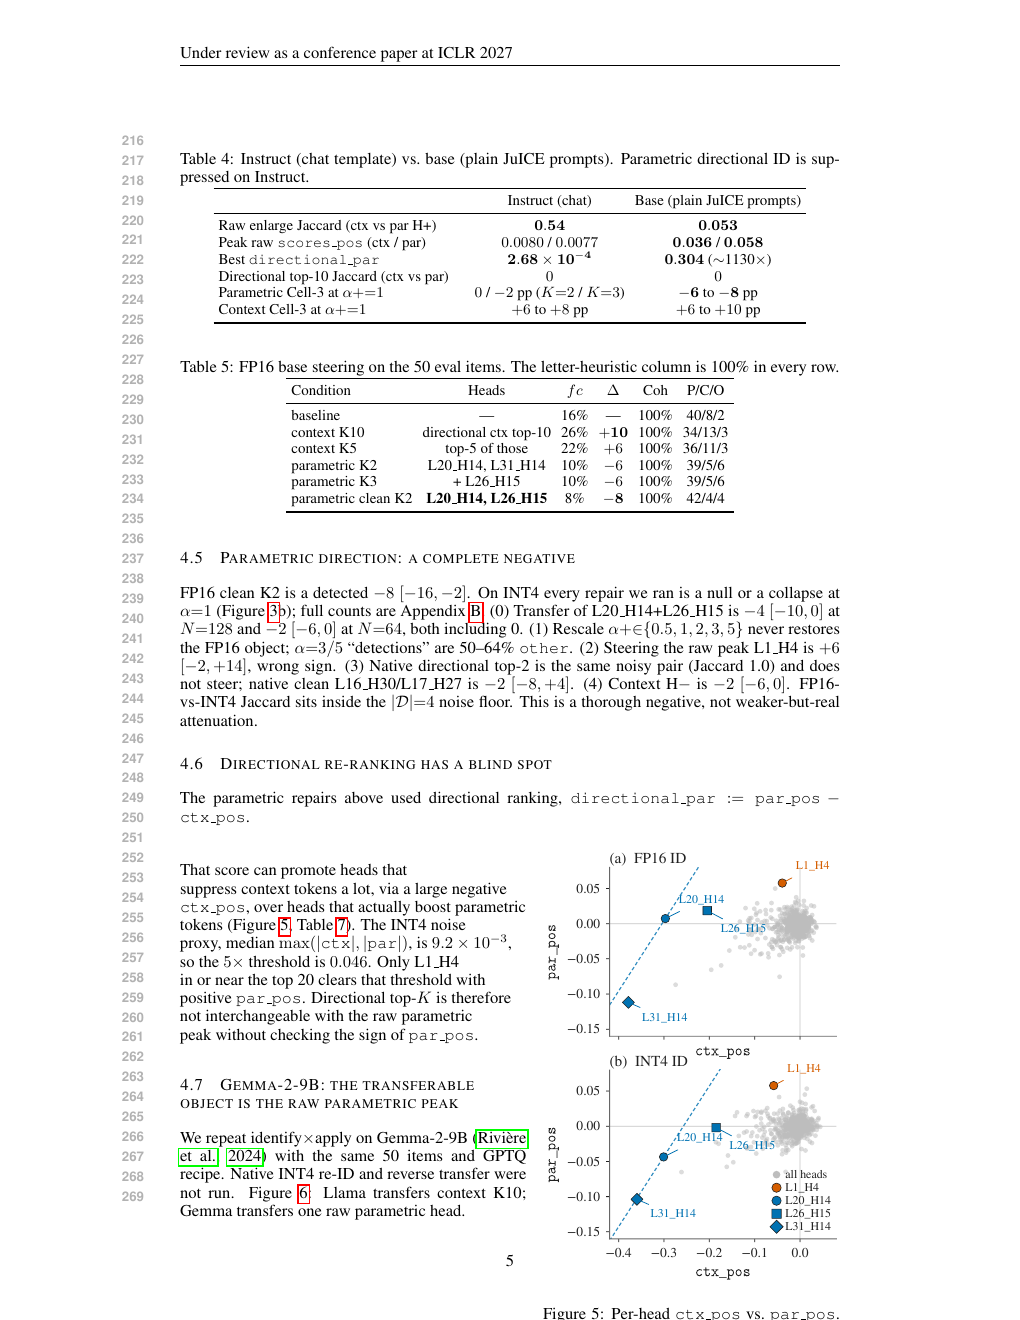 Under review as a conference paper at ICLR 2027
216
217
218
219
220
221
222
223
224
225
226
227
228
229
230
231
232
233
234
235
236
237
238
239
240
241
242
243
244
245
246
247
248
249
250
251
252
253
254
255
256
257
258
259
260
261
262
263
264
265
266
267
268
269
Table 4: Instruct (chat template) vs. base (plain JuICE prompts). Parametric directional ID is sup-
pressed on Instruct.
Instruct (chat) Base (plain JuICE prompts)
Raw enlarge Jaccard (ctx vs par H+) 0.54 0.053
Peak raw scores_pos (ctx / par) 0.0080 / 0.0077 0.036 / 0.058
Best directional_par 2.68 × 10⁻⁴ 0.304 (∼1130×)
Directional top-10 Jaccard (ctx vs par) 0 0
Parametric Cell-3 at α+=1 0 / −2 pp (K=2 / K=3) −6 to −8 pp
Context Cell-3 at α+=1 +6 to +8 pp +6 to +10 pp
Table 5: FP16 base steering on the 50 eval items. The letter-heuristic column is 100% in every row.
Condition Heads fc Δ Coh P/C/O
baseline — 16% — 100% 40/8/2
context K10 directional ctx top-10 26% +10 100% 34/13/3
context K5 top-5 of those 22% +6 100% 36/11/3
parametric K2 L20_H14, L31_H14 10% −6 100% 39/5/6
parametric K3 + L26_H15 10% −6 100% 39/5/6
parametric clean K2 L20_H14, L26_H15 8% −8 100% 42/4/4
4.5 PARAMETRIC DIRECTION: A COMPLETE NEGATIVE
FP16 clean K2 is a detected −8 [−16, −2]. On INT4 every repair we ran is a null or a collapse at
α=1 (Figure 3b); full counts are Appendix B. (0) Transfer of L20_H14+L26_H15 is −4 [−10, 0] at
N=128 and −2 [−6, 0] at N=64, both including 0. (1) Rescale α+∈{0.5, 1, 2, 3, 5} never restores
the FP16 object; α=3/5 “detections” are 50–64% other. (2) Steering the raw peak L1_H4 is +6
[−2, +14], wrong sign. (3) Native directional top-2 is the same noisy pair (Jaccard 1.0) and does
not steer; native clean L16_H30/L17_H27 is −2 [−8, +4]. (4) Context H− is −2 [−6, 0]. FP16-
vs-INT4 Jaccard sits inside the |D|=4 noise floor. This is a thorough negative, not weaker-but-real
attenuation.
4.6 DIRECTIONAL RE-RANKING HAS A BLIND SPOT
The parametric repairs above used directional ranking, directional_par := par_pos −
ctx_pos.
That score can promote heads that
suppress context tokens a lot, via a large negative
ctx_pos, over heads that actually boost parametric
tokens (Figure 5, Table 7). The INT4 noise
proxy, median max(|ctx|, |par|), is 9.2 × 10⁻³,
so the 5× threshold is 0.046. Only L1_H4
in or near the top 20 clears that threshold with
positive par_pos. Directional top-K is therefore
not interchangeable with the raw parametric
peak without checking the sign of par_pos.
4.7 GEMMA-2-9B: THE TRANSFERABLE
OBJECT IS THE RAW PARAMETRIC PEAK
We repeat identify×apply on Gemma-2-9B (Rivière
et al., 2024) with the same 50 items and GPTQ
recipe. Native INT4 re-ID and reverse transfer were
not run. Figure 6: Llama transfers context K10;
Gemma transfers one raw parametric head.
(a) FP16 ID
L1_H4
L20_H14
L26_H15
L31_H14
0.05
0.00
−0.05
−0.10
−0.15
par_pos
ctx_pos
(b) INT4 ID
L1_H4
L20_H14
L26_H15
L31_H14
0.05
0.00
−0.05
−0.10
−0.15
par_pos
all heads
L1_H4
L20_H14
L26_H15
L31_H14
−0.4 −0.3 −0.2 −0.1 0.0
ctx_pos
Figure 5: Per-head ctx_pos vs. par_pos.
5